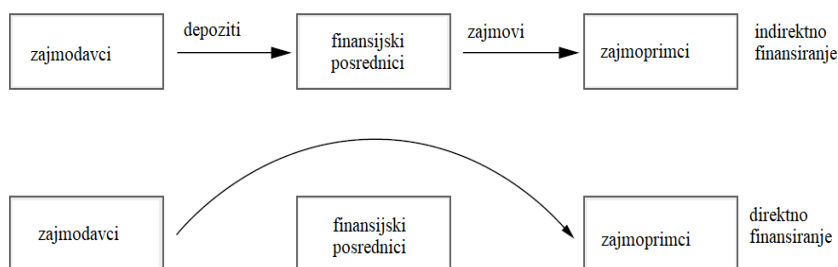 zajmodavci
depoziti
finansijski
posrednici
zajmovi
zajmoprimci
indirektno
finansiranje
zajmodavci
finansijski
posrednici
zajmoprimci
direktno
finansiranje